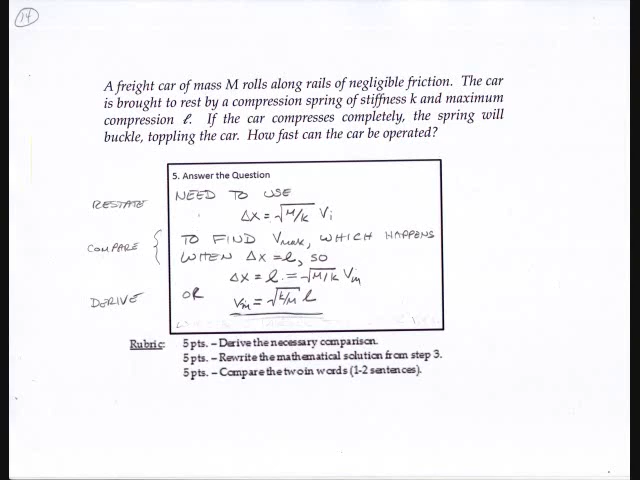 14
A freight car of mass M rolls along rails of negligible friction. The car
is brought to rest by a compression spring of stiffness k and maximum
compression ℓ. If the car compresses completely, the spring will
buckle, toppling the car. How fast can the car be operated?
5. Answer the Question
NEED TO USE
RESTATE
Δx = √M/k Vi
TO FIND Vmax, WHICH HAPPENS
COMPARE
WHEN Δx = ℓ, SO
Δx = ℓ = √M/k Vm
DERIVE
OR Vm = √k/M ℓ
Rubric: 5 pts. – Derive the necessary comparison.
5 pts. – Rewrite the mathematical solution from step 3.
5 pts. – Compare the two in words (1-2 sentences).